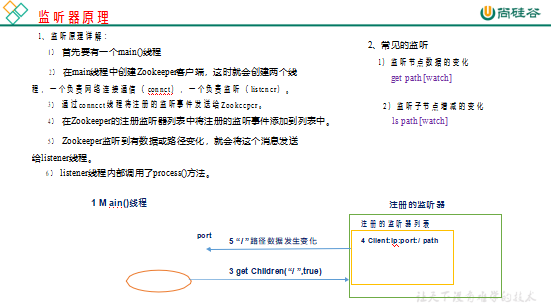 监听器原理
尚硅谷
1、监听原理详解：
1） 首先要有一个main()线程
2） 在main线程中创建Zookeeper客户端，这时就会创建两个线
程，一个负责网络连接通信（connct），一个负责监听（listener）。
3） 通过connect线程将注册的监听事件发送给Zookeeper。
4） 在Zookeeper的注册监听器列表中将注册的监听事件添加到列表中。
5） Zookeeper监听到有数据或路径变化，就会将这个消息发送
给listener线程。
6） listener线程内部调用了process()方法。
2、常见的监听
1）监听节点数据的变化
get path [watch]
2）监听子节点增减的变化
ls path [watch]
1 Main()线程
注册的监听器
注册的监听器列表
4 Client:ip:port:/ path
port
5 “/ ”路径数据发生变化
3 get Children(“/ ”,true)
让天下没有难学的技术